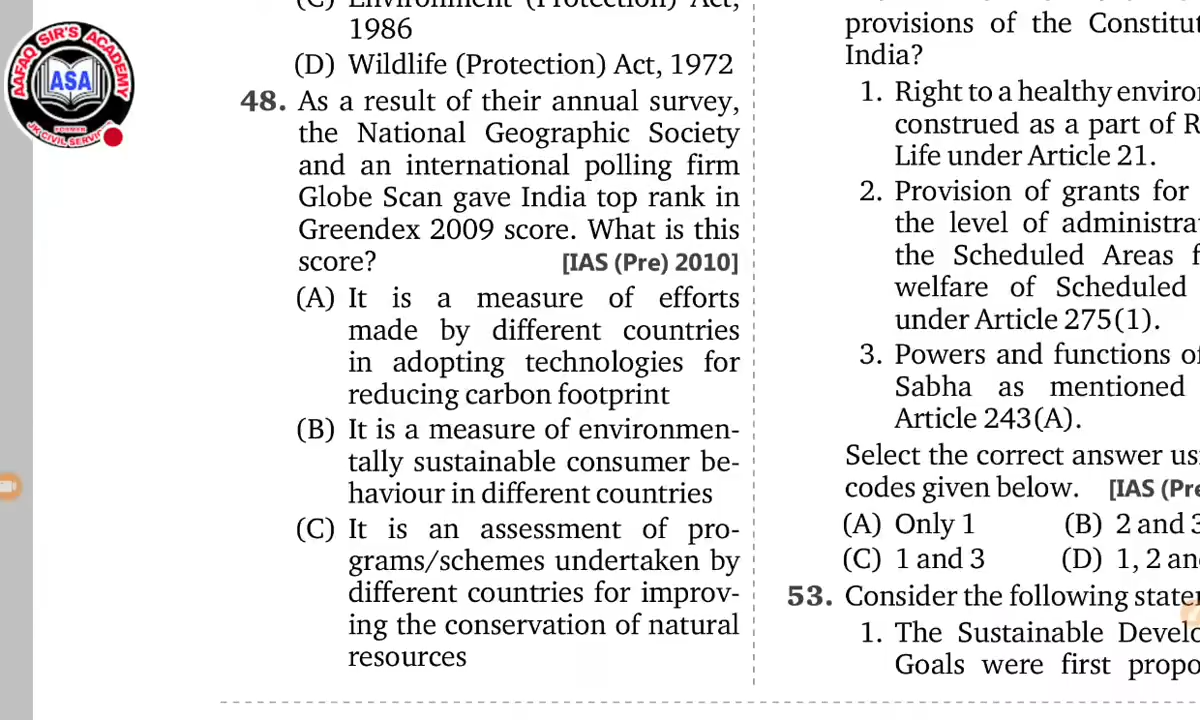 AAFAQ SIR'S ACADEMY
ASA
(C) Environment (Protection) Act,
1986
(D) Wildlife (Protection) Act, 1972
48. As a result of their annual survey,
the National Geographic Society
and an international polling firm
Globe Scan gave India top rank in
Greendex 2009 score. What is this
score? [IAS (Pre) 2010]
(A) It is a measure of efforts
made by different countries
in adopting technologies for
reducing carbon footprint
(B) It is a measure of environmen-
tally sustainable consumer be-
haviour in different countries
(C) It is an assessment of pro-
grams/schemes undertaken by
different countries for improv-
ing the conservation of natural
resources
provisions of the Constitut
India?
1. Right to a healthy enviro
construed as a part of R
Life under Article 21.
2. Provision of grants for
the level of administra
the Scheduled Areas f
welfare of Scheduled
under Article 275(1).
3. Powers and functions of
Sabha as mentioned
Article 243(A).
Select the correct answer us
codes given below. [IAS (Pre
(A) Only 1 (B) 2 and 3
(C) 1 and 3 (D) 1, 2 an
53. Consider the following state
1. The Sustainable Develo
Goals were first propo